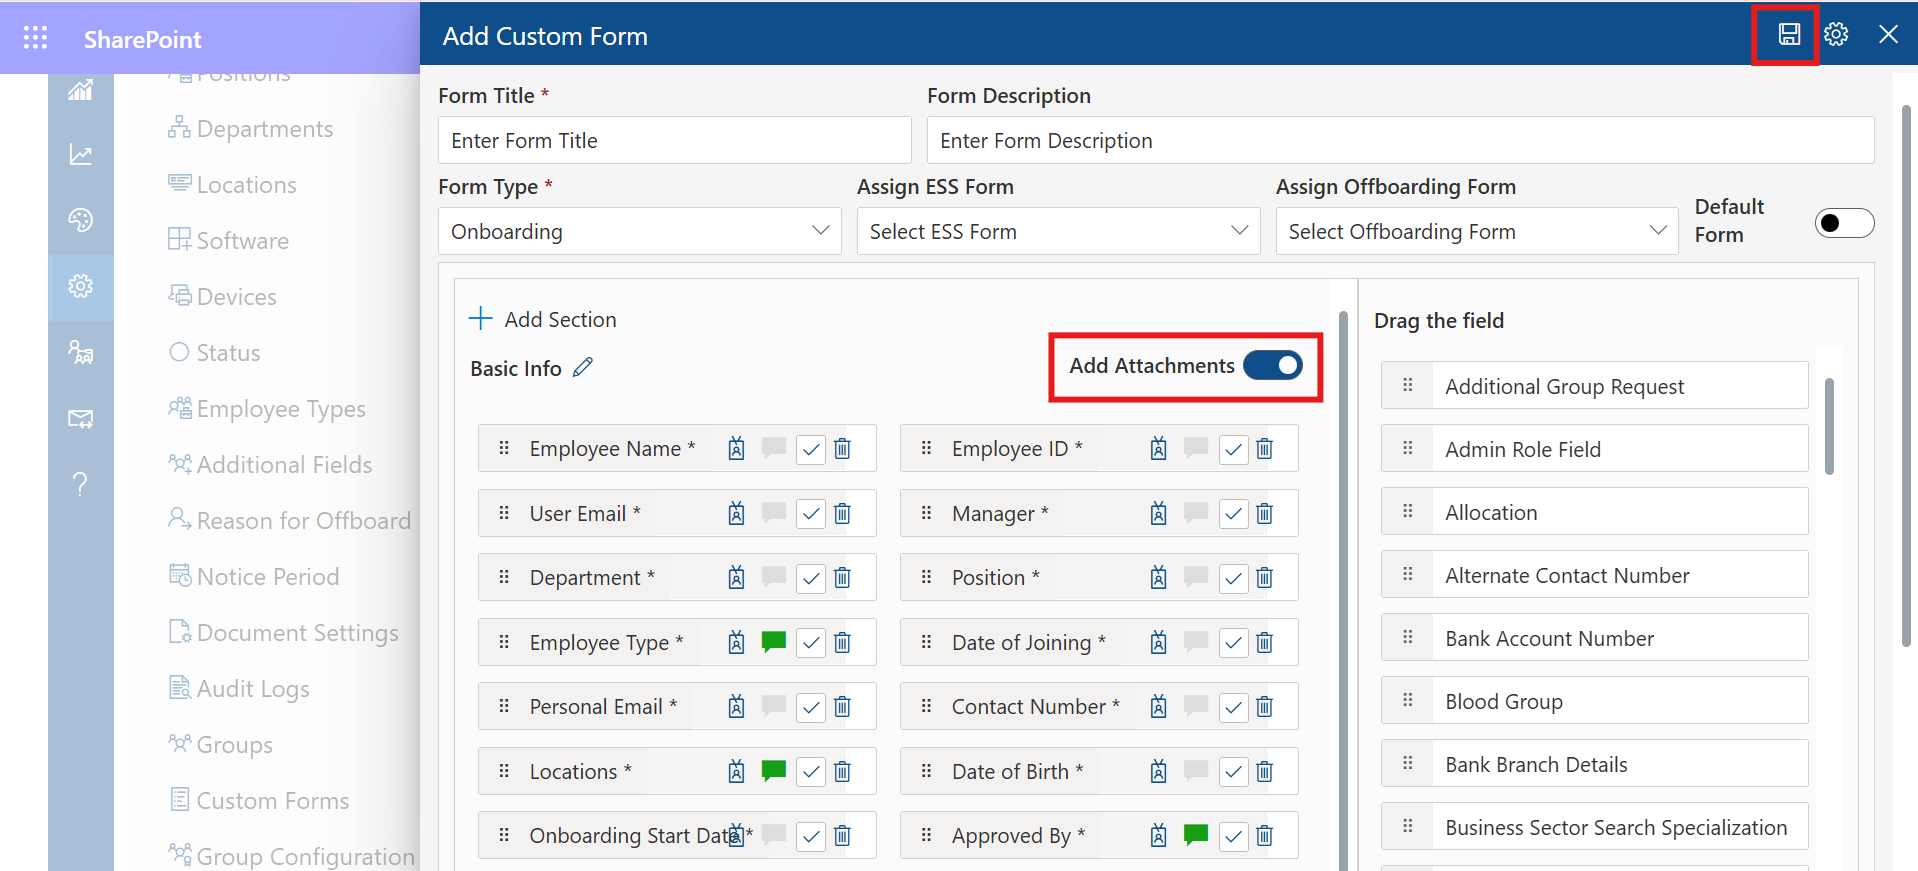 SharePoint
Add Custom Form
Positions
Departments
Locations
Software
Devices
Status
Employee Types
Additional Fields
Reason for Offboard
Notice Period
Document Settings
Audit Logs
Groups
Custom Forms
Group Configuration
Form Title *
Form Description
Enter Form Title
Enter Form Description
Form Type *
Assign ESS Form
Assign Offboarding Form
Default
Form
Onboarding
Select ESS Form
Select Offboarding Form
Add Section
Basic Info
Add Attachments
Employee Name *
Employee ID *
User Email *
Manager *
Department *
Position *
Employee Type *
Date of Joining *
Personal Email *
Contact Number *
Locations *
Date of Birth *
Onboarding Start Date *
Approved By *
Drag the field
Additional Group Request
Admin Role Field
Allocation
Alternate Contact Number
Bank Account Number
Blood Group
Bank Branch Details
Business Sector Search Specialization